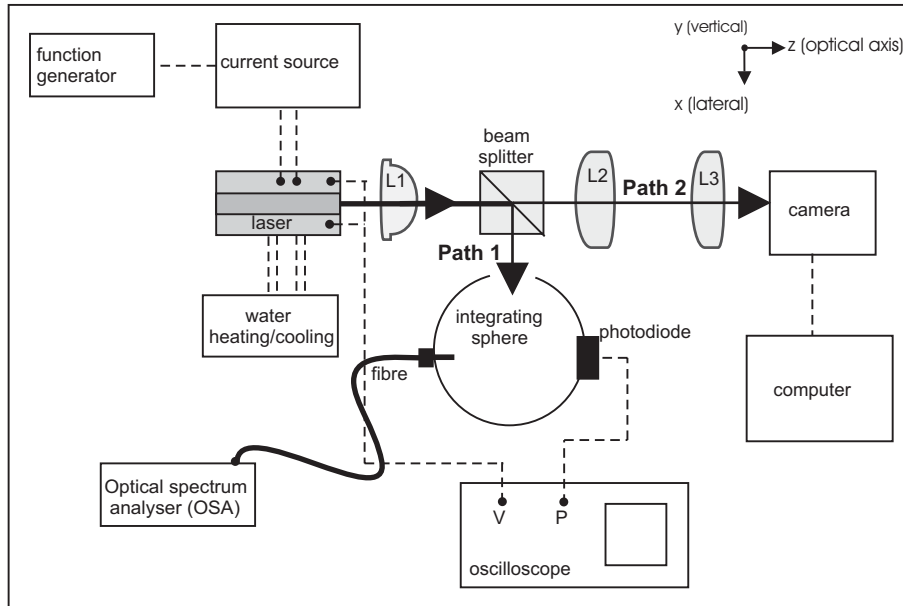 function
generator
current source
y (vertical)
z (optical axis)
x (lateral)
beam
splitter
L1
L2
Path 2
L3
laser
camera
Path 1
water
heating/cooling
integrating
sphere
photodiode
fibre
computer
Optical spectrum
analyser (OSA)
V
P
oscilloscope